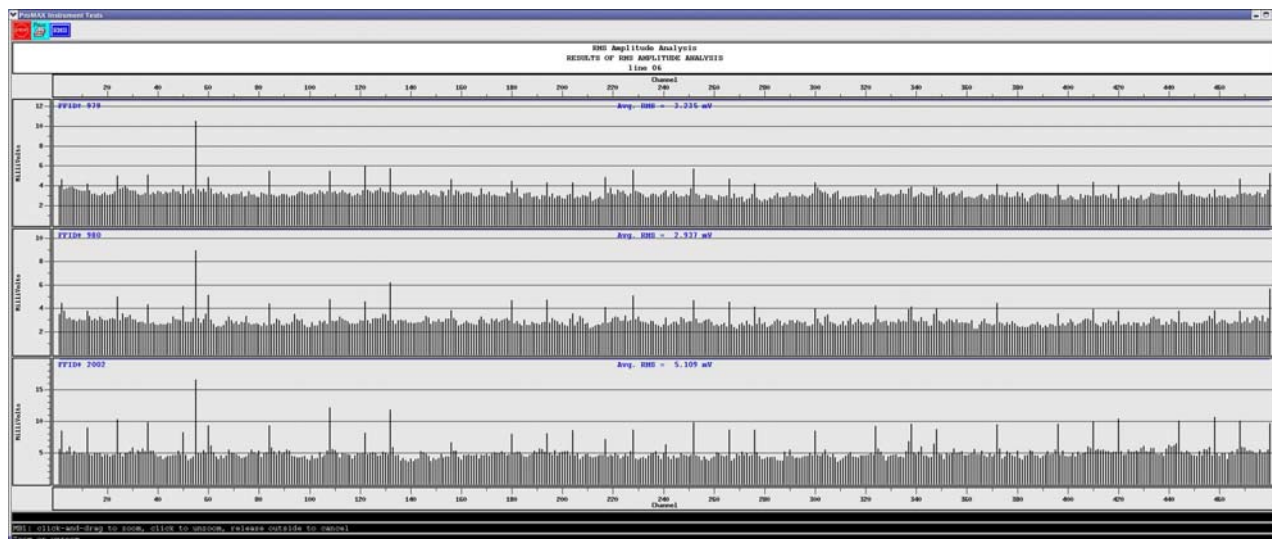 ProMAX Instrument Tests
RMS Amplitude Analysis
RESULTS OF RMS AMPLITUDE ANALYSIS
line 06
Channel
20 40 60 80 100 120 140 160 180 200 220 240 260 280 300 320 340 360 380 400 420 440 460
FFID# 979 Avg. RMS = 3.235 mV
12
10
8
6
4
2
MilliVolts
FFID# 980 Avg. RMS = 2.937 mV
10
8
6
4
2
MilliVolts
FFID# 2002 Avg. RMS = 5.109 mV
15
10
5
MilliVolts
20 40 60 80 100 120 140 160 180 200 220 240 260 280 300 320 340 360 380 400 420 440 460
Channel
MB1: click-and-drag to zoom, click to unzoom, release outside to cancel